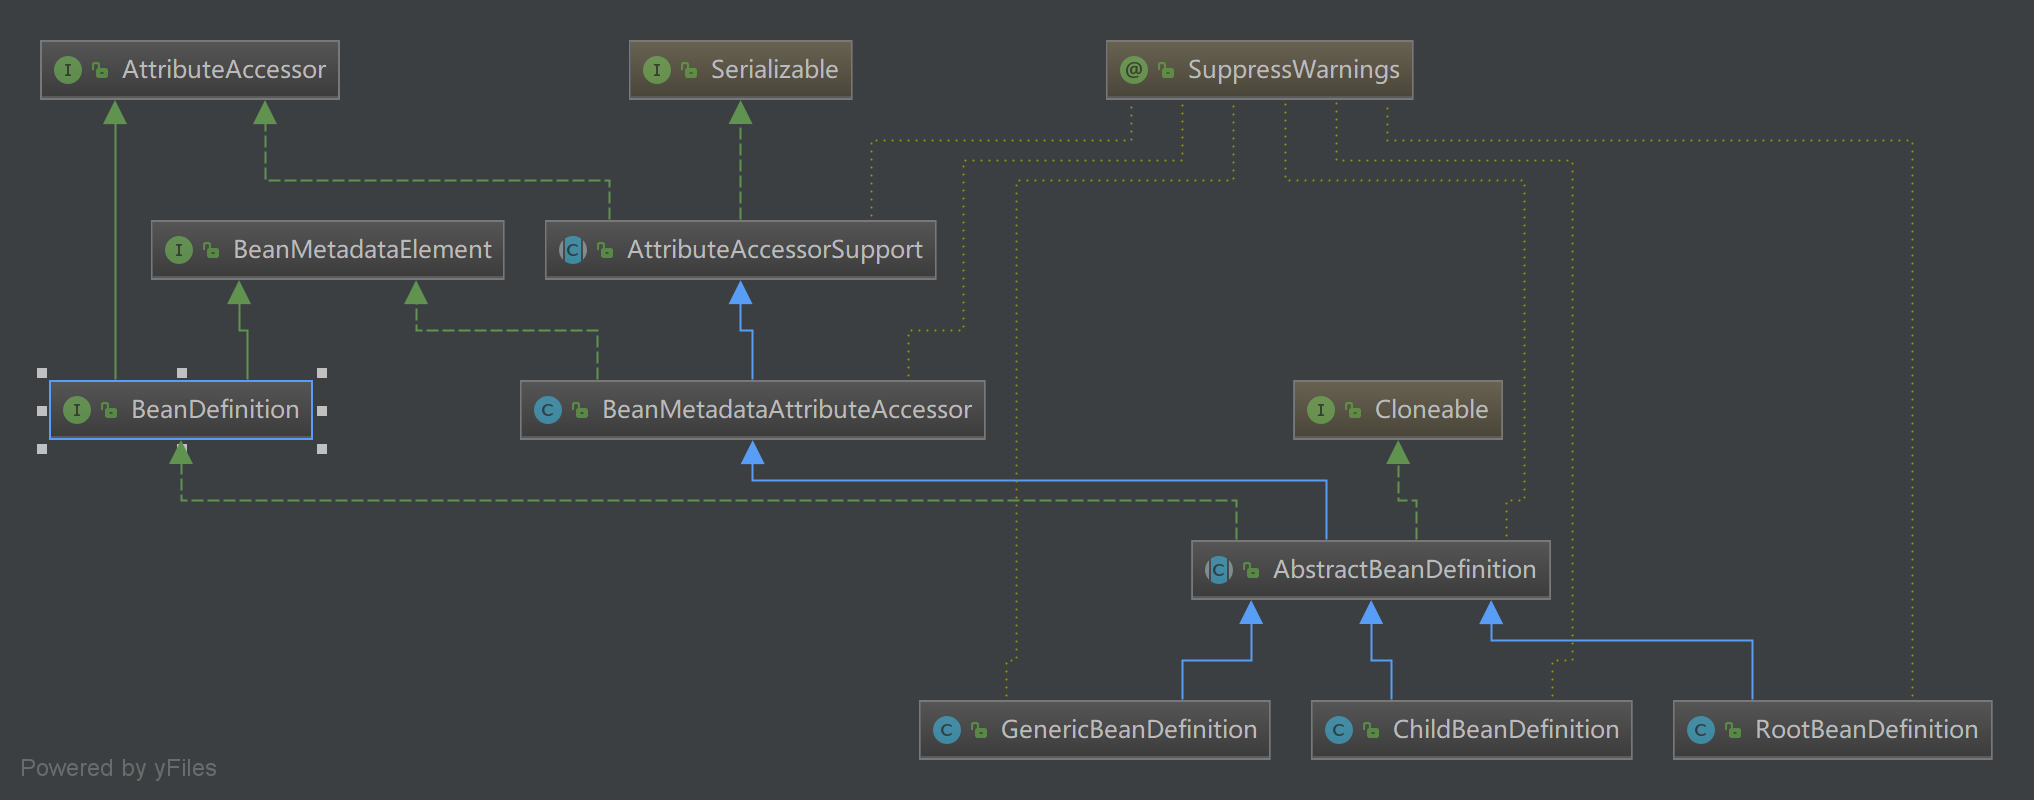 AttributeAccessor
Serializable
SuppressWarnings
BeanMetadataElement
AttributeAccessorSupport
BeanDefinition
BeanMetadataAttributeAccessor
Cloneable
AbstractBeanDefinition
GenericBeanDefinition
ChildBeanDefinition
RootBeanDefinition
Powered by yFiles